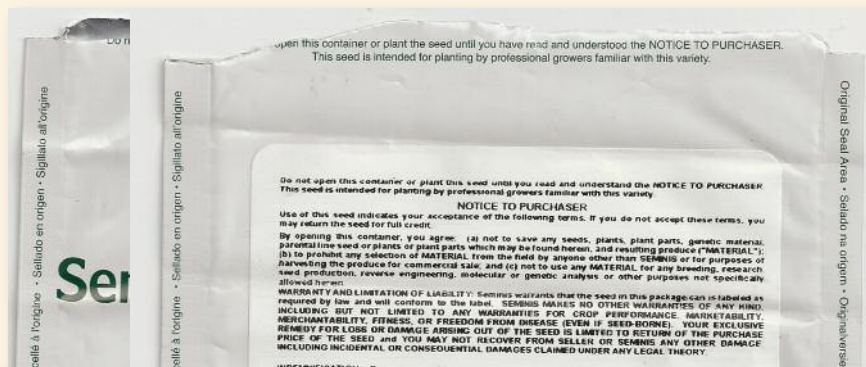 Do n
open this container or plant the seed until you have read and understood the NOTICE TO PURCHASER.
This seed is intended for planting by professional growers familiar with this variety.
cellé à l'origine • Sellado en origen • Sigillato all'origine
Ser
cellé à l'origine • Sellado en origen • Sigillato all'origine
Original Seal Area • Selado na origem • Originalversie
Do not open this container or plant this seed until you read and understand the NOTICE TO PURCHASER
This seed is intended for planting by professional growers familiar with this variety.
NOTICE TO PURCHASER
Use of this seed indicates your acceptance of the following terms. If you do not accept these terms, you
may return the seed for full credit.
By opening this container, you agree: (a) not to save any seeds, plants, plant parts, genetic material,
parental line seed or plants or plant parts which may be found herein, and resulting produce ("MATERIAL");
(b) to prohibit any selection of MATERIAL from the field by anyone other than SEMINIS or for purposes of
harvesting the produce for commercial sale; and (c) not to use any MATERIAL for any breeding, research
seed production, reverse engineering, molecular or genetic analysis or other purposes not specifically
allowed herein.
WARRANTY AND LIMITATION OF LIABILITY: Seminis warrants that the seed in this package can is labeled as
required by law and will conform to the label. SEMINIS MAKES NO OTHER WARRANTIES OF ANY KIND,
INCLUDING BUT NOT LIMITED TO ANY WARRANTIES FOR CROP PERFORMANCE, MARKETABILITY,
MERCHANTABILITY, FITNESS, OR FREEDOM FROM DISEASE (EVEN IF SEED-BORNE). YOUR EXCLUSIVE
REMEDY FOR LOSS OR DAMAGE ARISING OUT OF THE SEED IS LIMITED TO RETURN OF THE PURCHASE
PRICE OF THE SEED and YOU MAY NOT RECOVER FROM SELLER OR SEMINIS ANY OTHER DAMAGE
INCLUDING INCIDENTAL OR CONSEQUENTIAL DAMAGES CLAIMED UNDER ANY LEGAL THEORY.